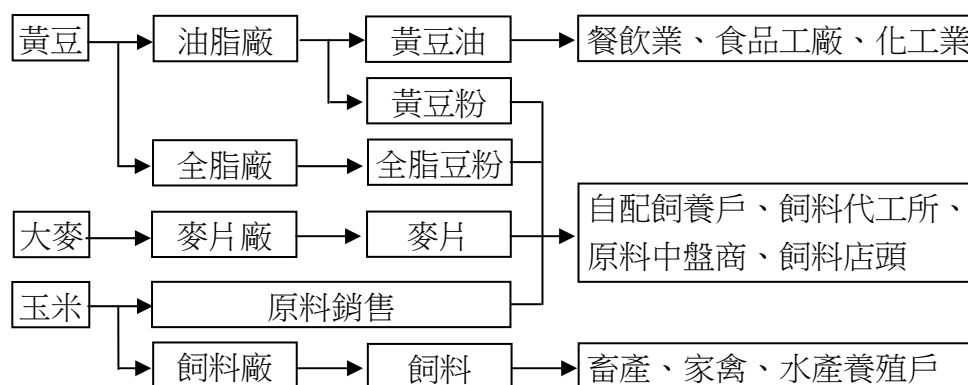 黃豆 油脂廠 黃豆油 餐飲業、食品工廠、化工業
黃豆粉
全脂廠 全脂豆粉
大麥 麥片廠 麥片 自配飼養戶、飼料代工所、
原料中盤商、飼料店頭
玉米 原料銷售
飼料廠 飼料 畜產、家禽、水產養殖戶